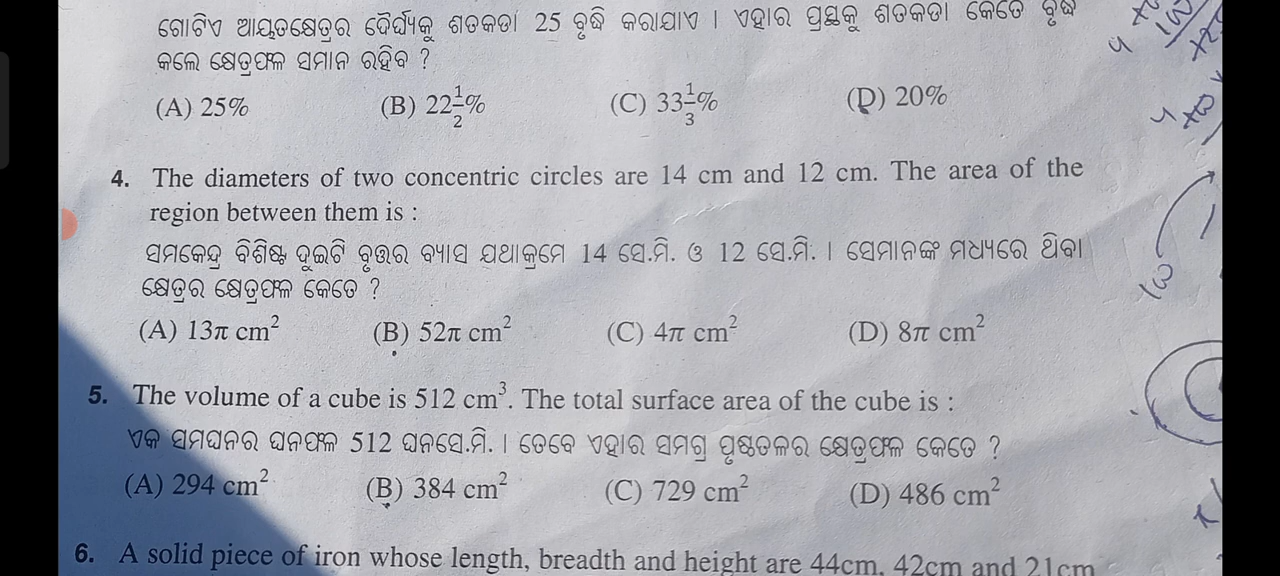 ଗୋଟିଏ ଆୟତକ୍ଷେତ୍ରର ଦୈର୍ଘ୍ୟକୁ ଶତକଡା 25 ବୃଦ୍ଧି କରାଯାଏ । ଏହାର ପ୍ରସ୍ଥକୁ ଶତକଡା କେତେ ବୃଦ୍ଧି
କଲେ କ୍ଷେତ୍ରଫଳ ସମାନ ରହିବ ?
(A) 25% (B) 22 1/2% (C) 33 1/3% (D) 20%
4. The diameters of two concentric circles are 14 cm and 12 cm. The area of the
region between them is :
ସମକେନ୍ଦ୍ର ବିଶିଷ୍ଟ ଦୁଇଟି ବୃତ୍ତର ବ୍ୟାସ ଯଥାକ୍ରମେ 14 ସେ.ମି. ଓ 12 ସେ.ମି. । ସେମାନଙ୍କ ମଧ୍ୟରେ ଥିବା
କ୍ଷେତ୍ରର କ୍ଷେତ୍ରଫଳ କେତେ ?
(A) 13π cm² (B) 52π cm² (C) 4π cm² (D) 8π cm²
5. The volume of a cube is 512 cm³. The total surface area of the cube is :
ଏକ ସମଘନର ଘନଫଳ 512 ଘନସେ.ମି. । ତେବେ ଏହାର ସମଗ୍ର ପୃଷ୍ଠତଳର କ୍ଷେତ୍ରଫଳ କେତେ ?
(A) 294 cm² (B) 384 cm² (C) 729 cm² (D) 486 cm²
6. A solid piece of iron whose length, breadth and height are 44cm, 42cm and 21cm